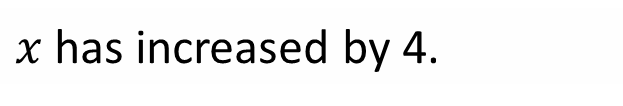 x has increased by 4.